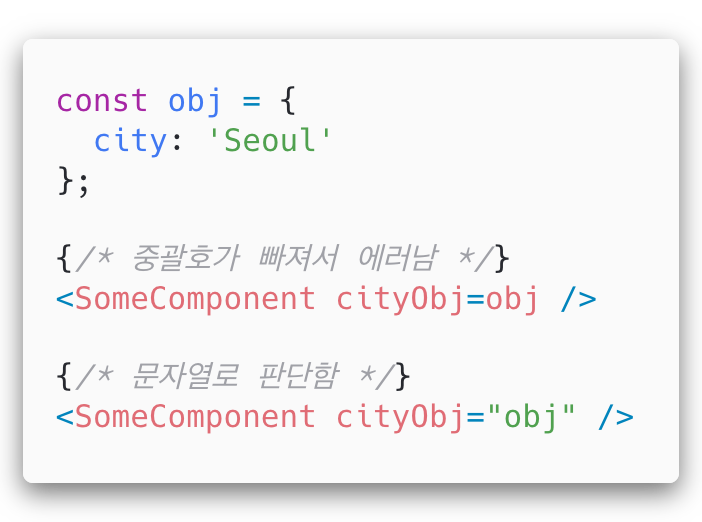 const obj = {
  city: 'Seoul'
};

{/* 중괄호가 빠져서 에러남 */}
<SomeComponent cityObj=obj />

{/* 문자열로 판단함 */}
<SomeComponent cityObj="obj" />